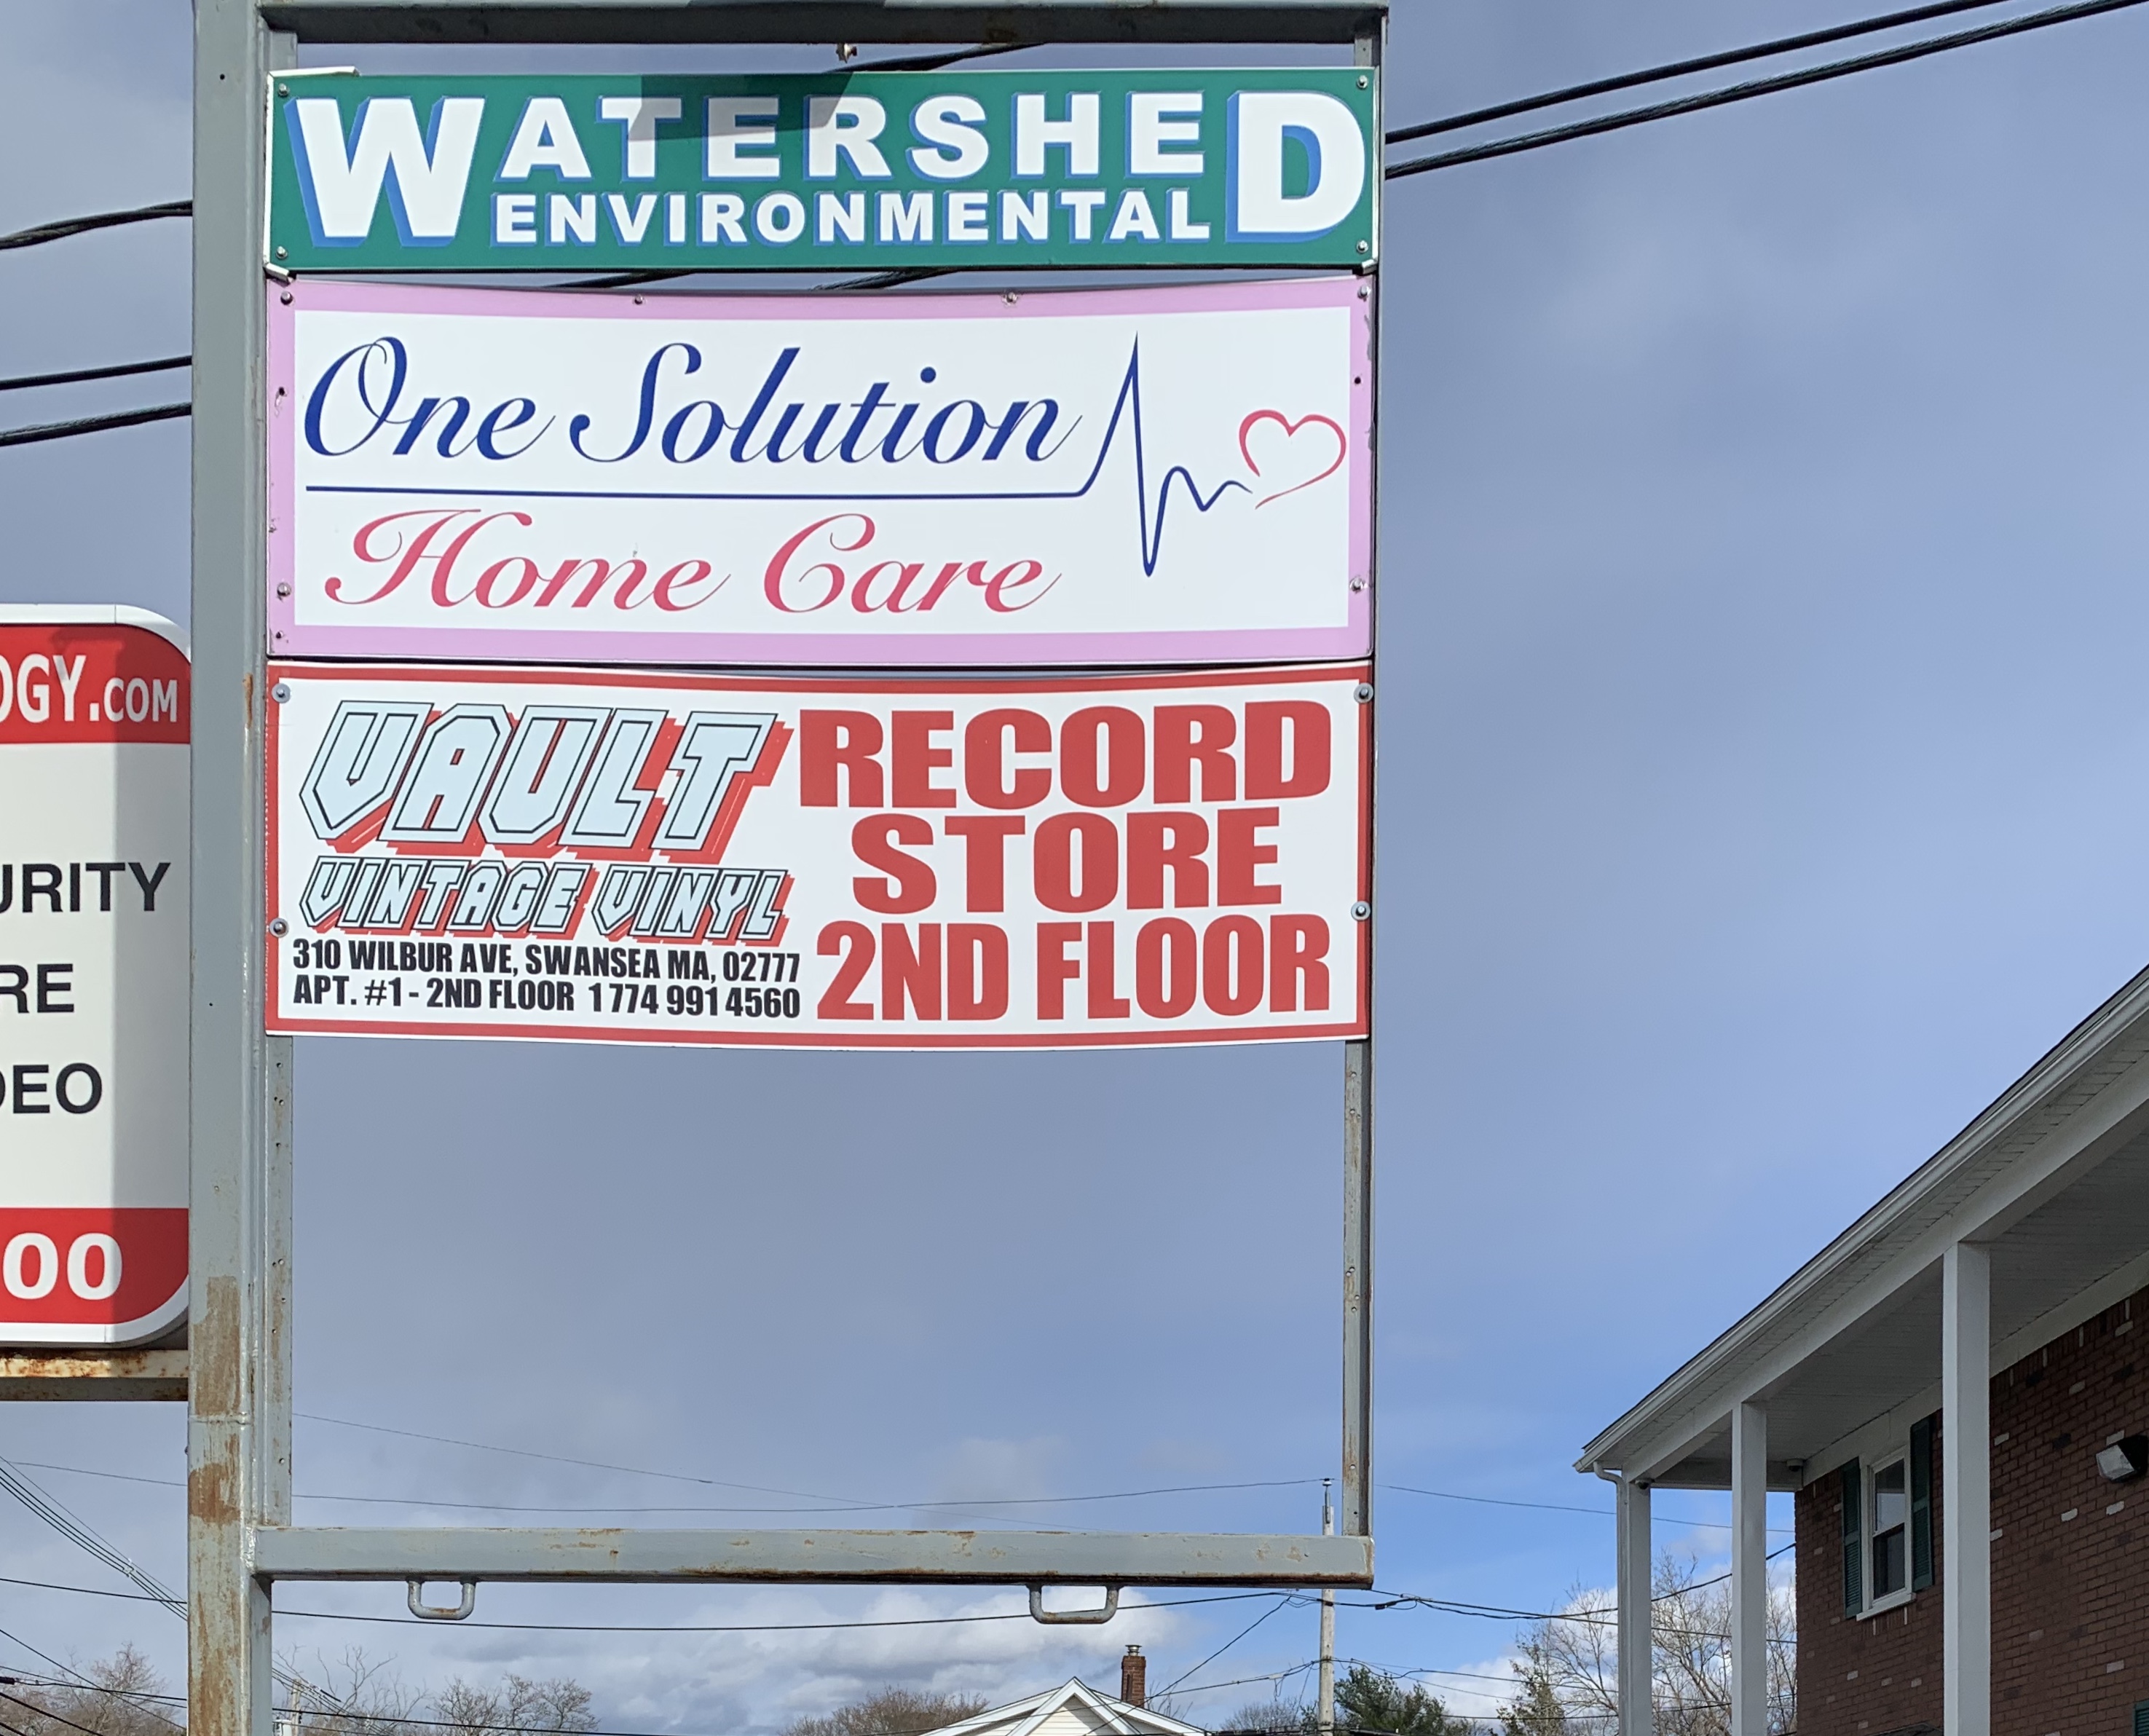 WATERSHED
ENVIRONMENTAL
One Solution
Home Care
VAULT
VINTAGE VINYL
310 WILBUR AVE, SWANSEA MA, 02777
APT. #1 - 2ND FLOOR 1 774 991 4560
RECORD
STORE
2ND FLOOR
OGY.COM
URITY
RE
DEO
00